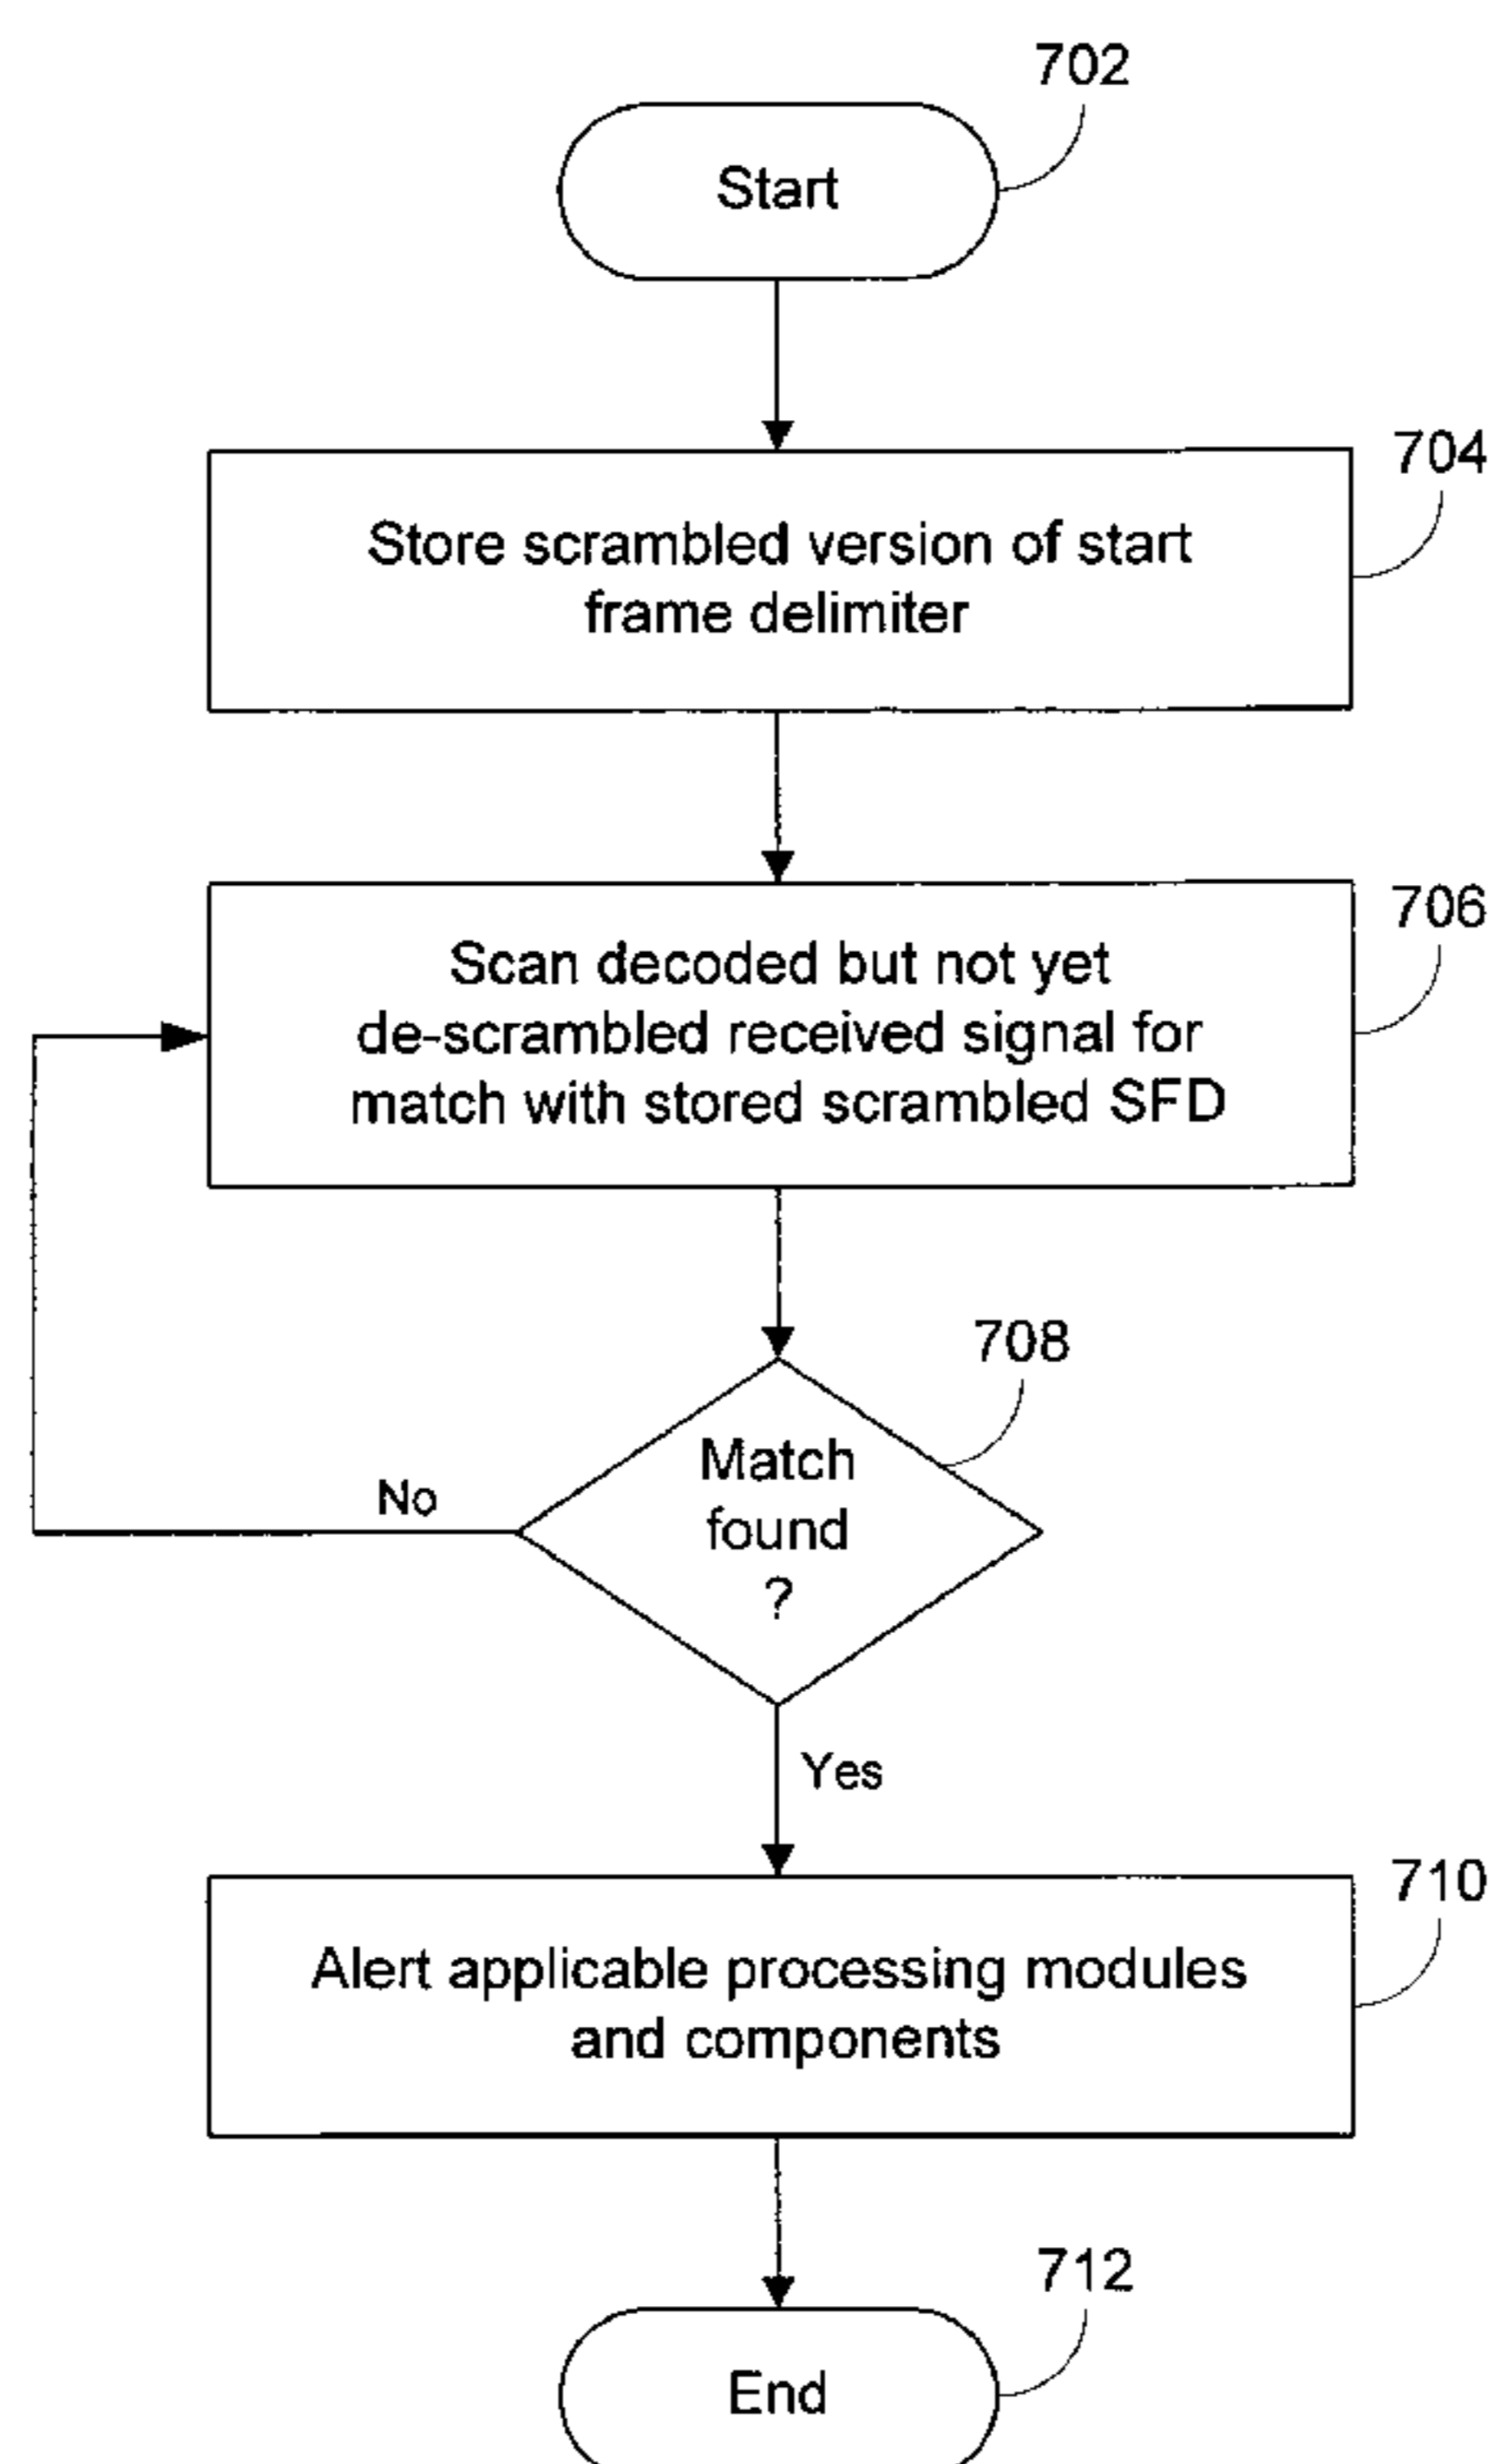 702
Start
704
Store scrambled version of start
frame delimiter
706
Scan decoded but not yet
de-scrambled received signal for
match with stored scrambled SFD
708
Match
found
?
No
Yes
710
Alert applicable processing modules
and components
712
End